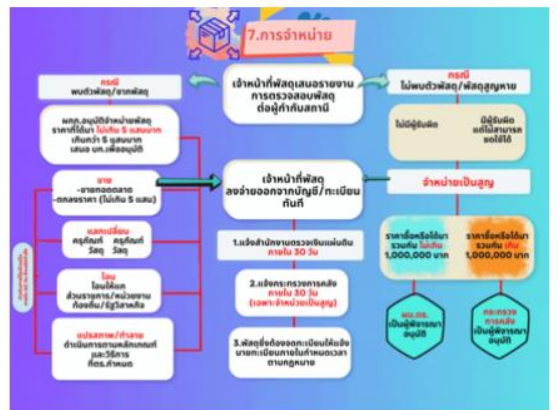 7.การจำหน่าย
กรณี
พบตัวพัสดุ/ซากพัสดุ
ผกก.อนุมัติจำหน่ายพัสดุ
ราคาที่ได้มา ไม่เกิน 5 แสนบาท
เกินกว่า 5 แสนบาท
เสนอ บก.เพื่ออนุมัติ
ขาย
-ขายทอดตลาด
-ตกลงราคา (ไม่เกิน 5 แสน)
แลกเปลี่ยน
ครุภัณฑ์ ครุภัณฑ์
วัสดุ วัสดุ
โอน
โอนให้แก่
ส่วนราชการ/หน่วยงาน
ท้องถิ่น/รัฐวิสาหกิจ
แปรสภาพ/ทำลาย
ดำเนินการตามหลักเกณฑ์
และวิธีการ
ที่ตร.กำหนด
เจ้าหน้าที่พัสดุเสนอรายงาน
การตรวจสอบพัสดุ
ต่อผู้กำกับสถานี
เจ้าหน้าที่พัสดุ
ลงจ่ายออกจากบัญชี/ทะเบียน
ทันที
1.แจ้งสำนักงานตรวจเงินแผ่นดิน
ภายใน 30 วัน
2.แจ้งกระทรวงการคลัง
ภายใน 30 วัน
(เฉพาะจำหน่ายเป็นสูญ)
3.พัสดุซึ่งต้องจดทะเบียนให้แจ้ง
นายทะเบียนภายในกำหนดเวลา
ตามกฎหมาย
กรณี
ไม่พบตัวพัสดุ/พัสดุสูญหาย
ไม่มีผู้รับผิด
มีผู้รับผิด
แต่ไม่สามารถ
ชดใช้ได้
จำหน่ายเป็นสูญ
ราคาซื้อหรือได้มา
รวมกัน ไม่เกิน
1,000,000 บาท
ราคาซื้อหรือได้มา
รวมกัน เกิน
1,000,000 บาท
ผบ.ตร.
เป็นผู้พิจารณา
อนุมัติ
กระทรวง
การคลัง
เป็นผู้พิจารณา
อนุมัติ